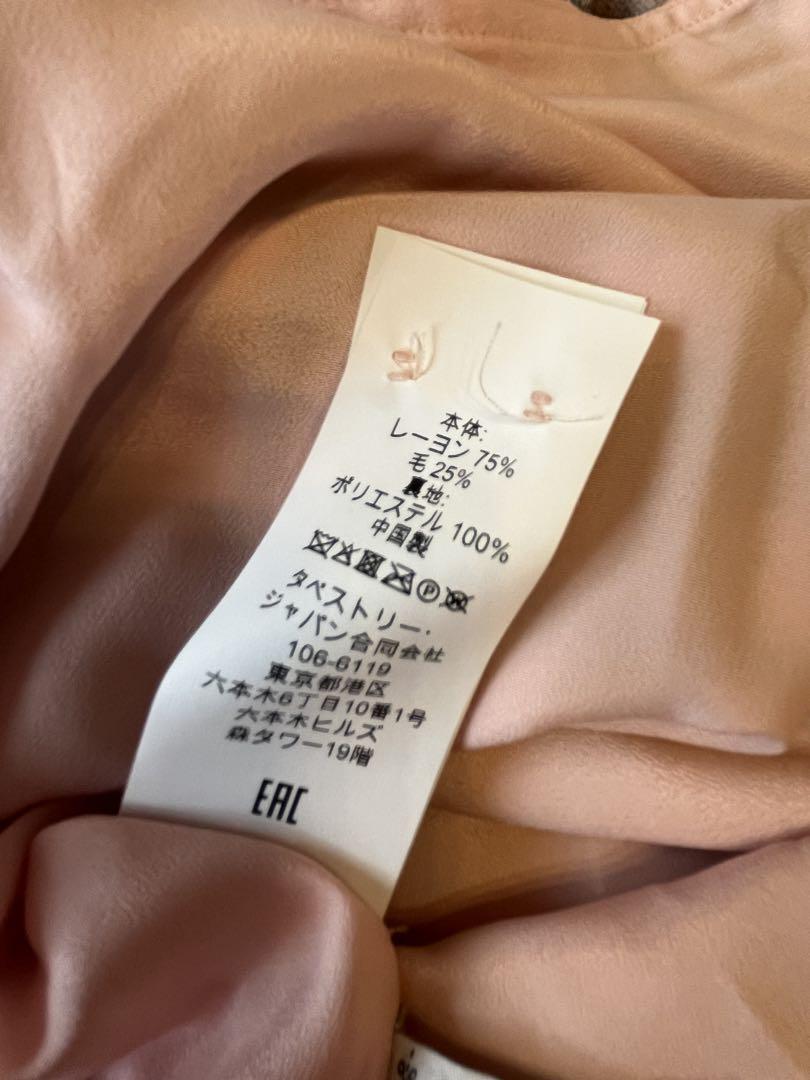 本体:
レーヨン 75%
毛 25%
裏地:
ポリエステル 100%
中国製
P
タペストリー・
ジャパン合同会社
106-6119
東京都港区
六本木6丁目10番1号
六本木ヒルズ
森タワー19階
EAC